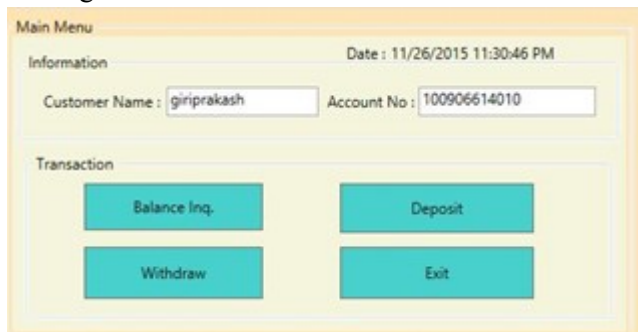 Main Menu
Date : 11/26/2015 11:30:46 PM
Information
Customer Name : giriprakash Account No : 100906614010
Transaction
Balance Inq. Deposit
Withdraw Exit